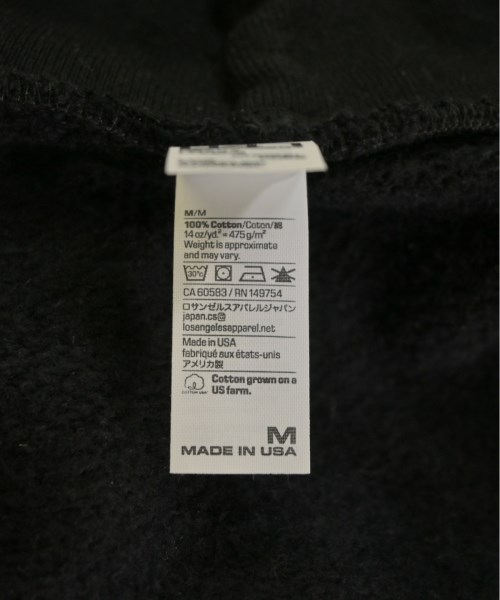 M/M
100% Cotton/Coton/綿
14 oz/yd.² = 475 g/m²
Weight is approximate
and may vary.
30°C
CA 60583 / RN 149754
ロサンゼルスアパレルジャパン
japan.cs@
losangelesapparel.net
Made in USA
fabriqué aux états-unis
アメリカ製
Cotton grown on a
US farm.
M
MADE IN USA